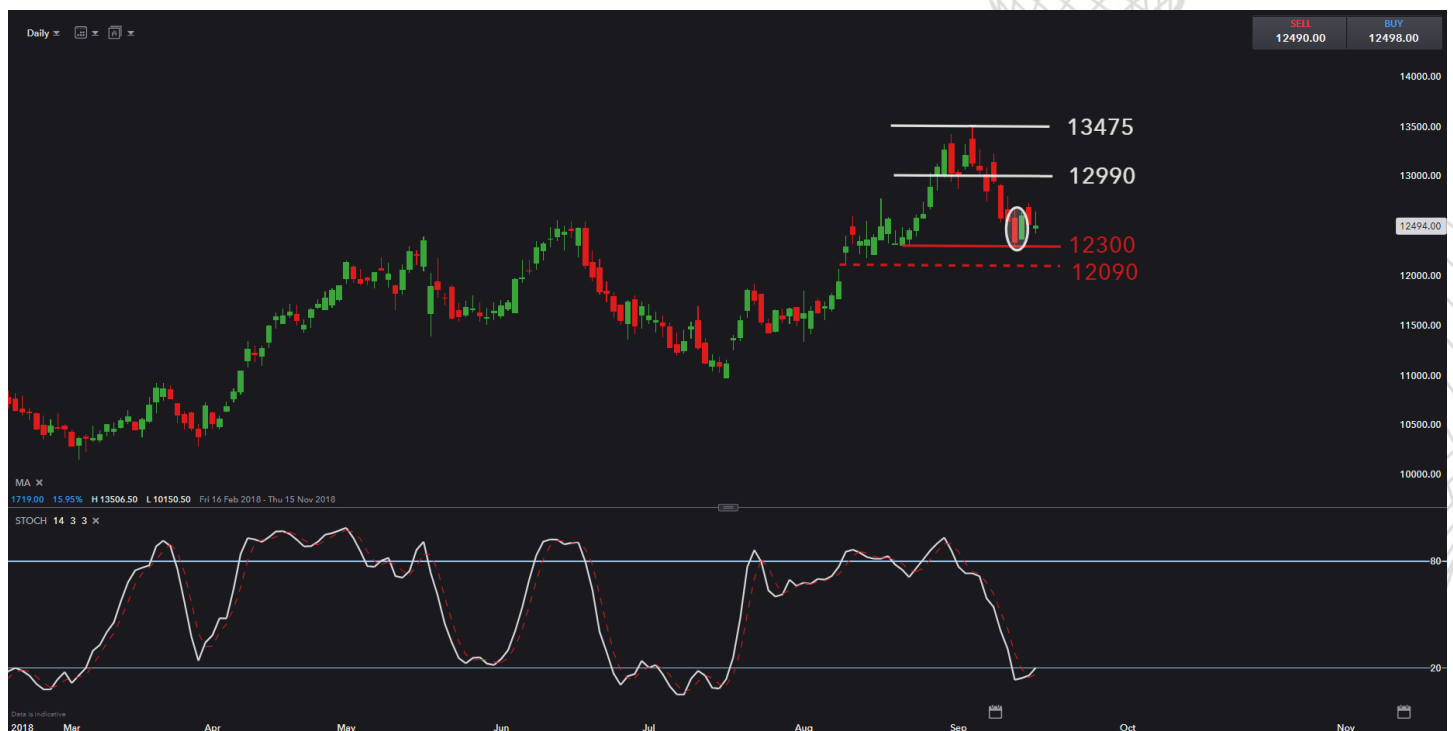 Daily
SELL
12490.00
BUY
12498.00
14000.00
13475
13500.00
12990
13000.00
12494.00
12300
12090
12000.00
11500.00
11000.00
10500.00
10000.00
MA ×
1719.00 15.95% H 13506.50 L 10150.50 Fri 16 Feb 2018 - Thu 15 Nov 2018
STOCH 14 3 3 ×
80
20
Data is indicative
2018 Mar Apr May Jun Jul Aug Sep Oct Nov